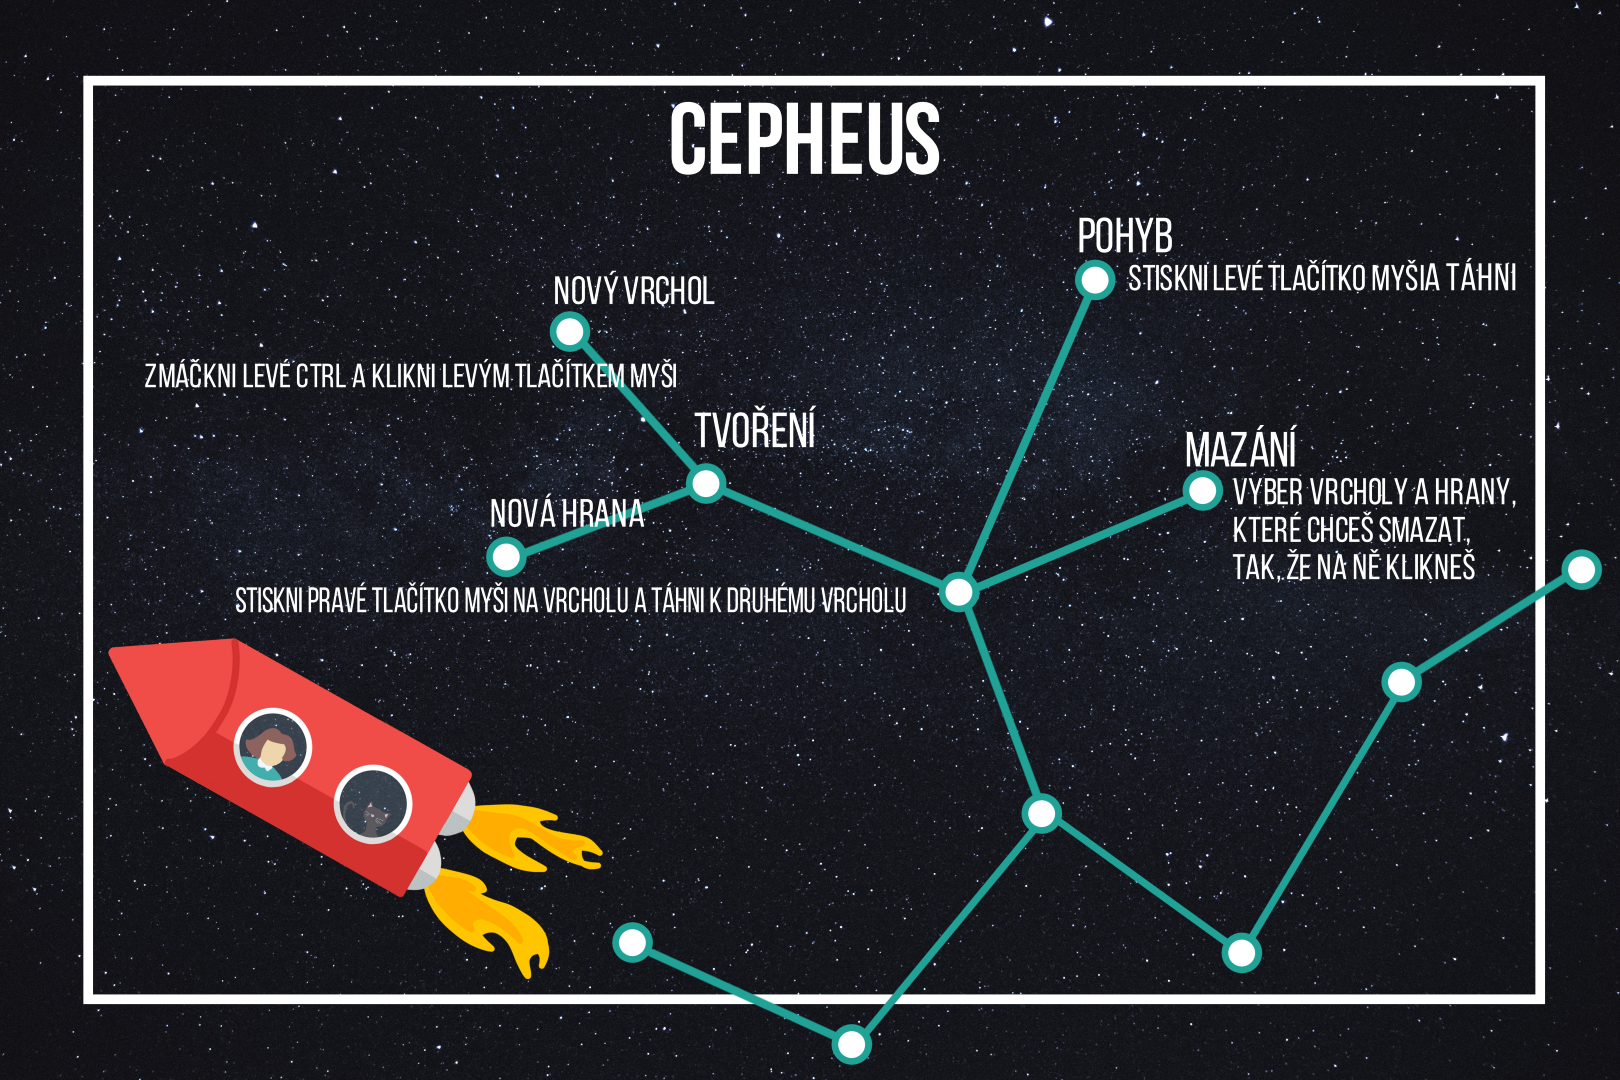 CEPHEUS
POHYB
STISKNI LEVÉ TLAČÍTKO MYŠI A TÁHNI
NOVÝ VRCHOL
ZMÁČKNI LEVÉ CTRL A KLIKNI LEVÝM TLAČÍTKEM MYŠI
TVOŘENÍ
MAZÁNÍ
VYBER VRCHOLY A HRANY,
KTERÉ CHCEŠ SMAZAT,
TAK, ŽE NA NĚ KLIKNEŠ
NOVÁ HRANA
STISKNI PRAVÉ TLAČÍTKO MYŠI NA VRCHOLU A TÁHNI K DRUHÉMU VRCHOLU